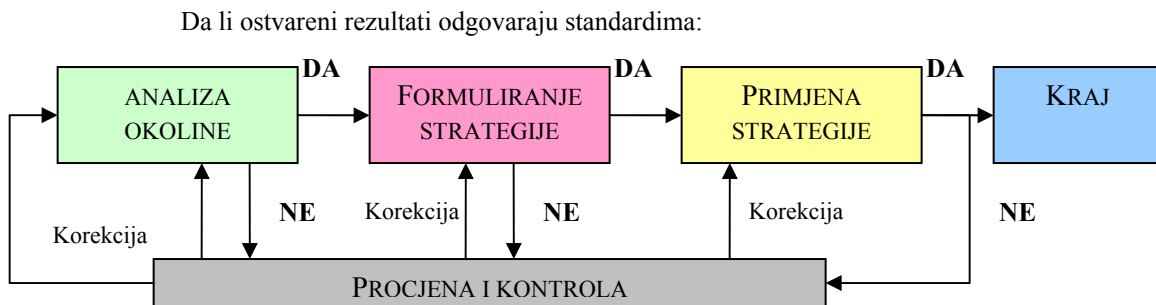 Da li ostvareni rezultati odgovaraju standardima:
DA
DA
DA
ANALIZA
OKOLINE
FORMULIRANJE
STRATEGIJE
PRIMJENA
STRATEGIJE
KRAJ
Korekcija
NE
Korekcija
NE
Korekcija
NE
PROCJENA I KONTROLA